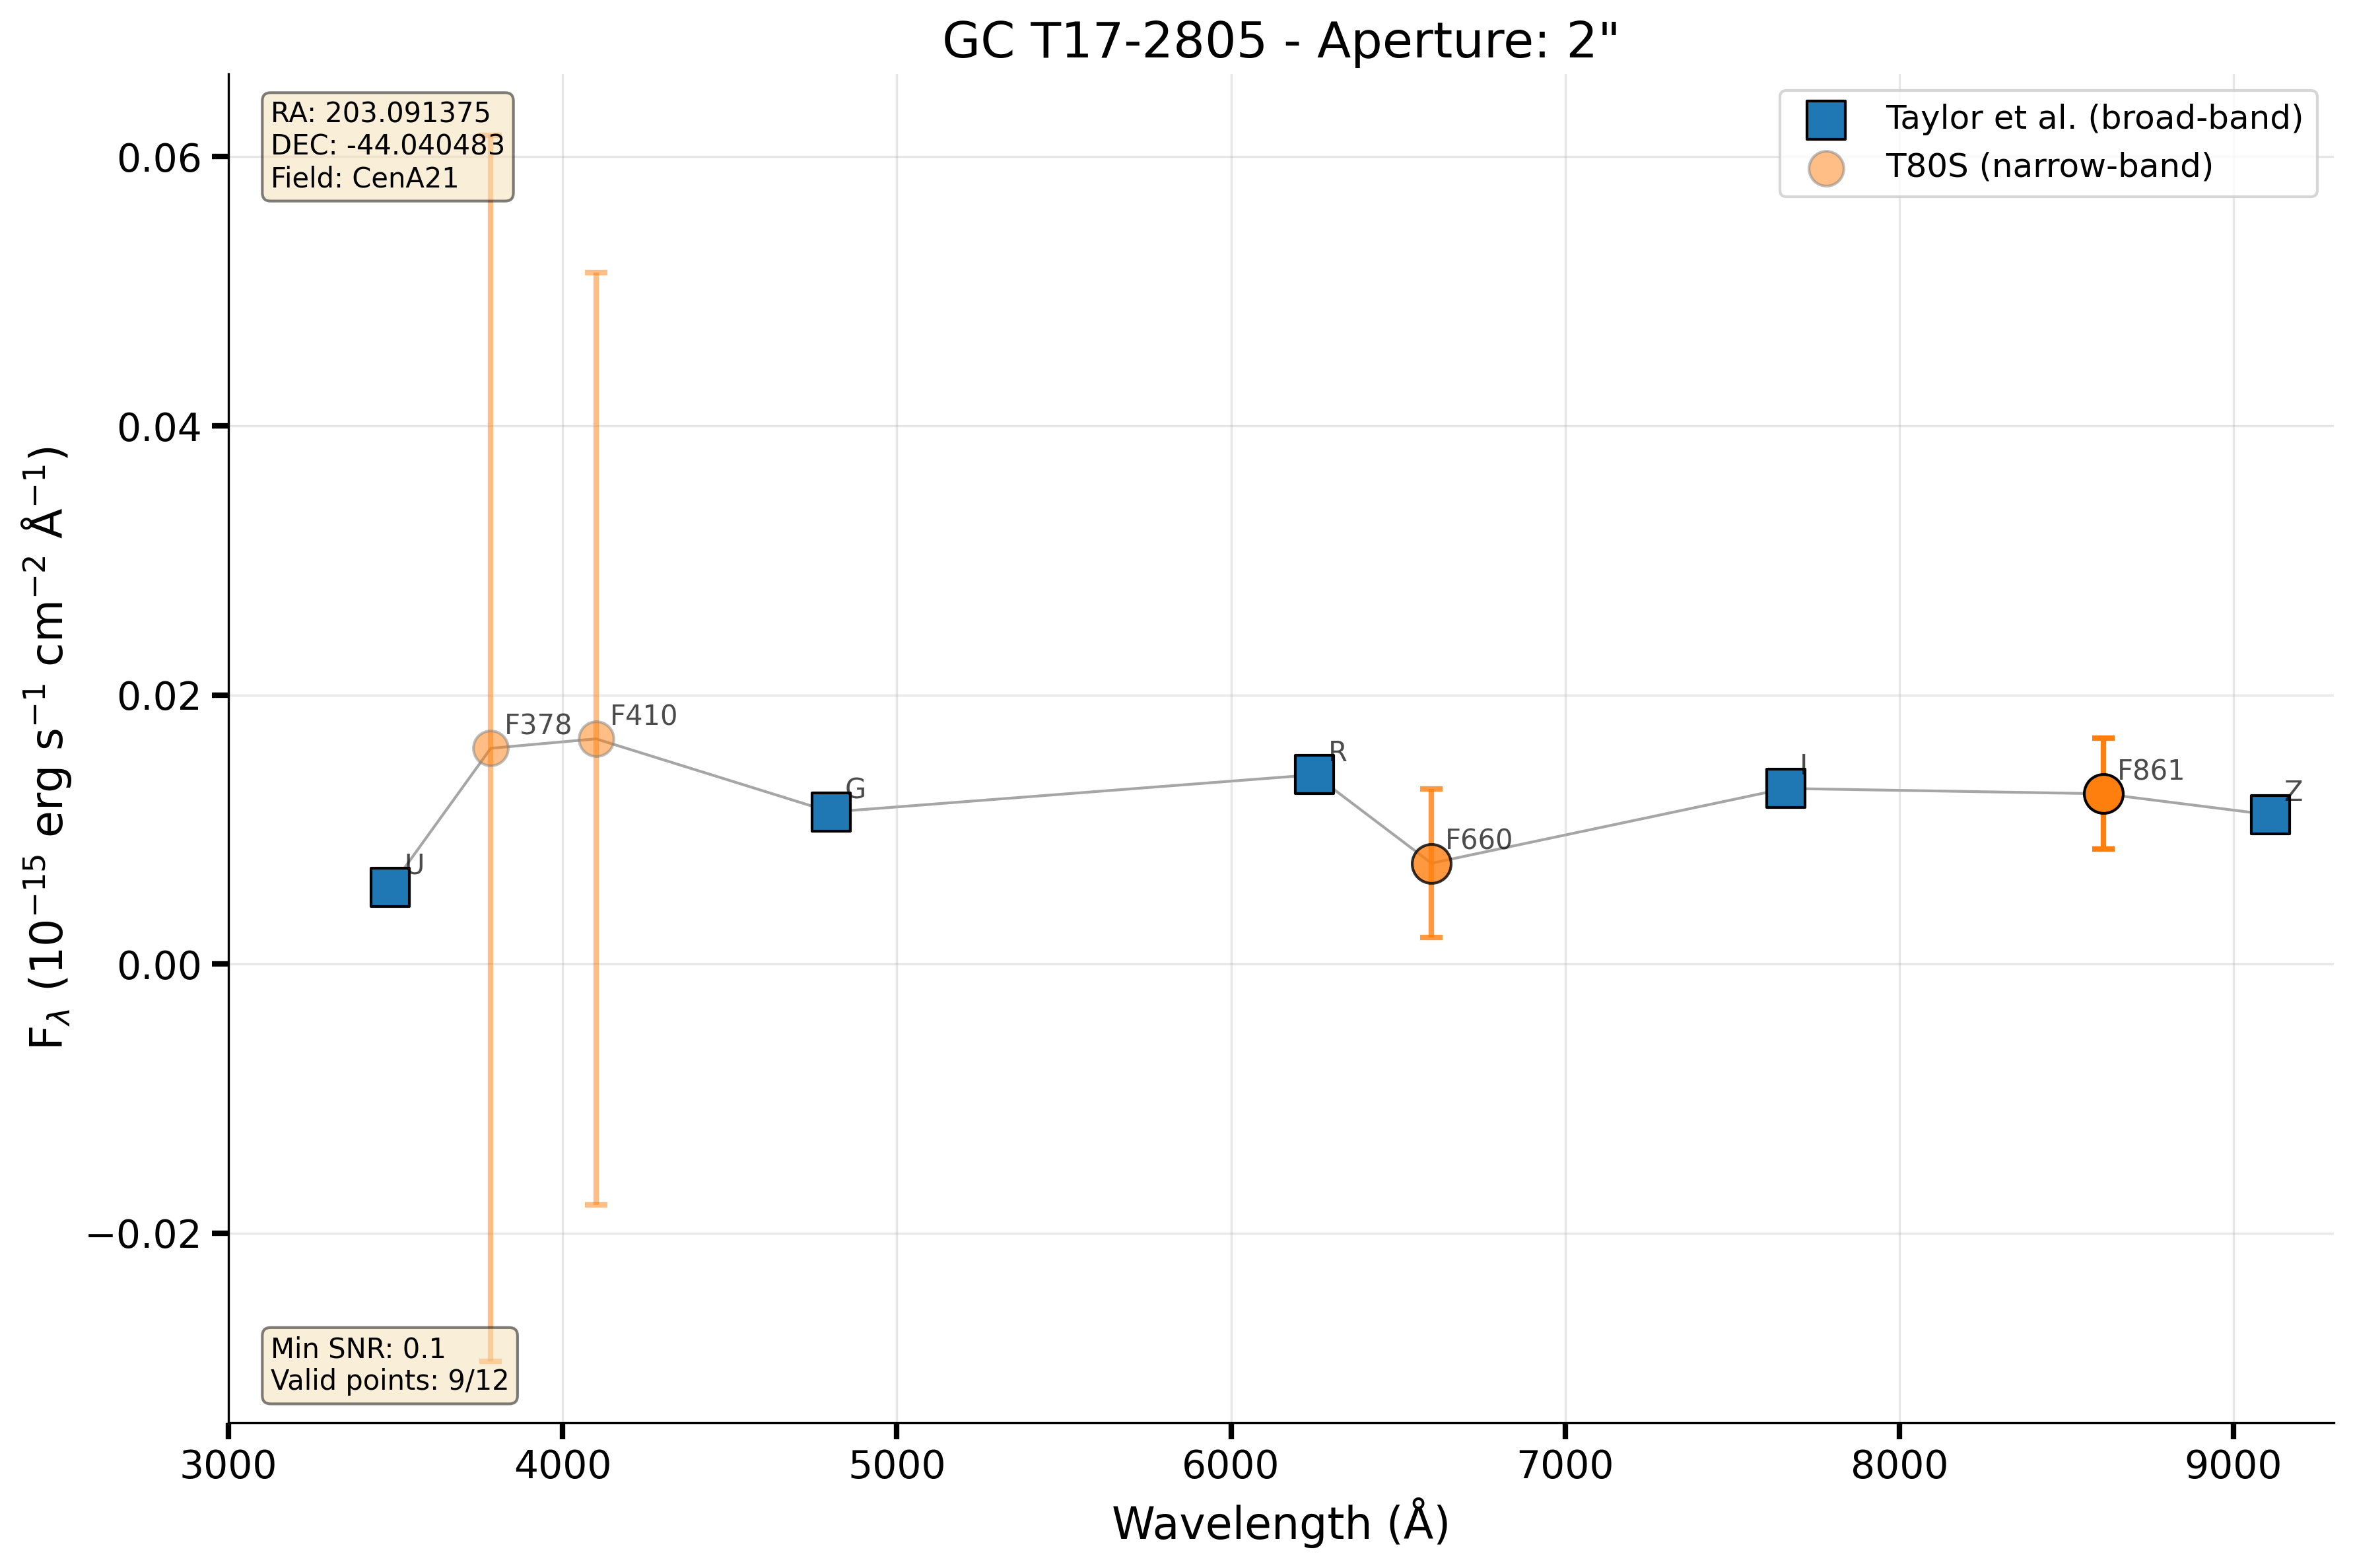 GC T17-2805 - Aperture: 2"
RA: 203.091375
DEC: -44.040483
Field: CenA21
Taylor et al. (broad-band)
T80S (narrow-band)
0.06
0.04
0.02
0.00
−0.02
F_λ (10⁻¹⁵ erg s⁻¹ cm⁻² Å⁻¹)
U
F378
F410
G
R
F660
I
F861
Z
Min SNR: 0.1
Valid points: 9/12
3000 4000 5000 6000 7000 8000 9000
Wavelength (Å)